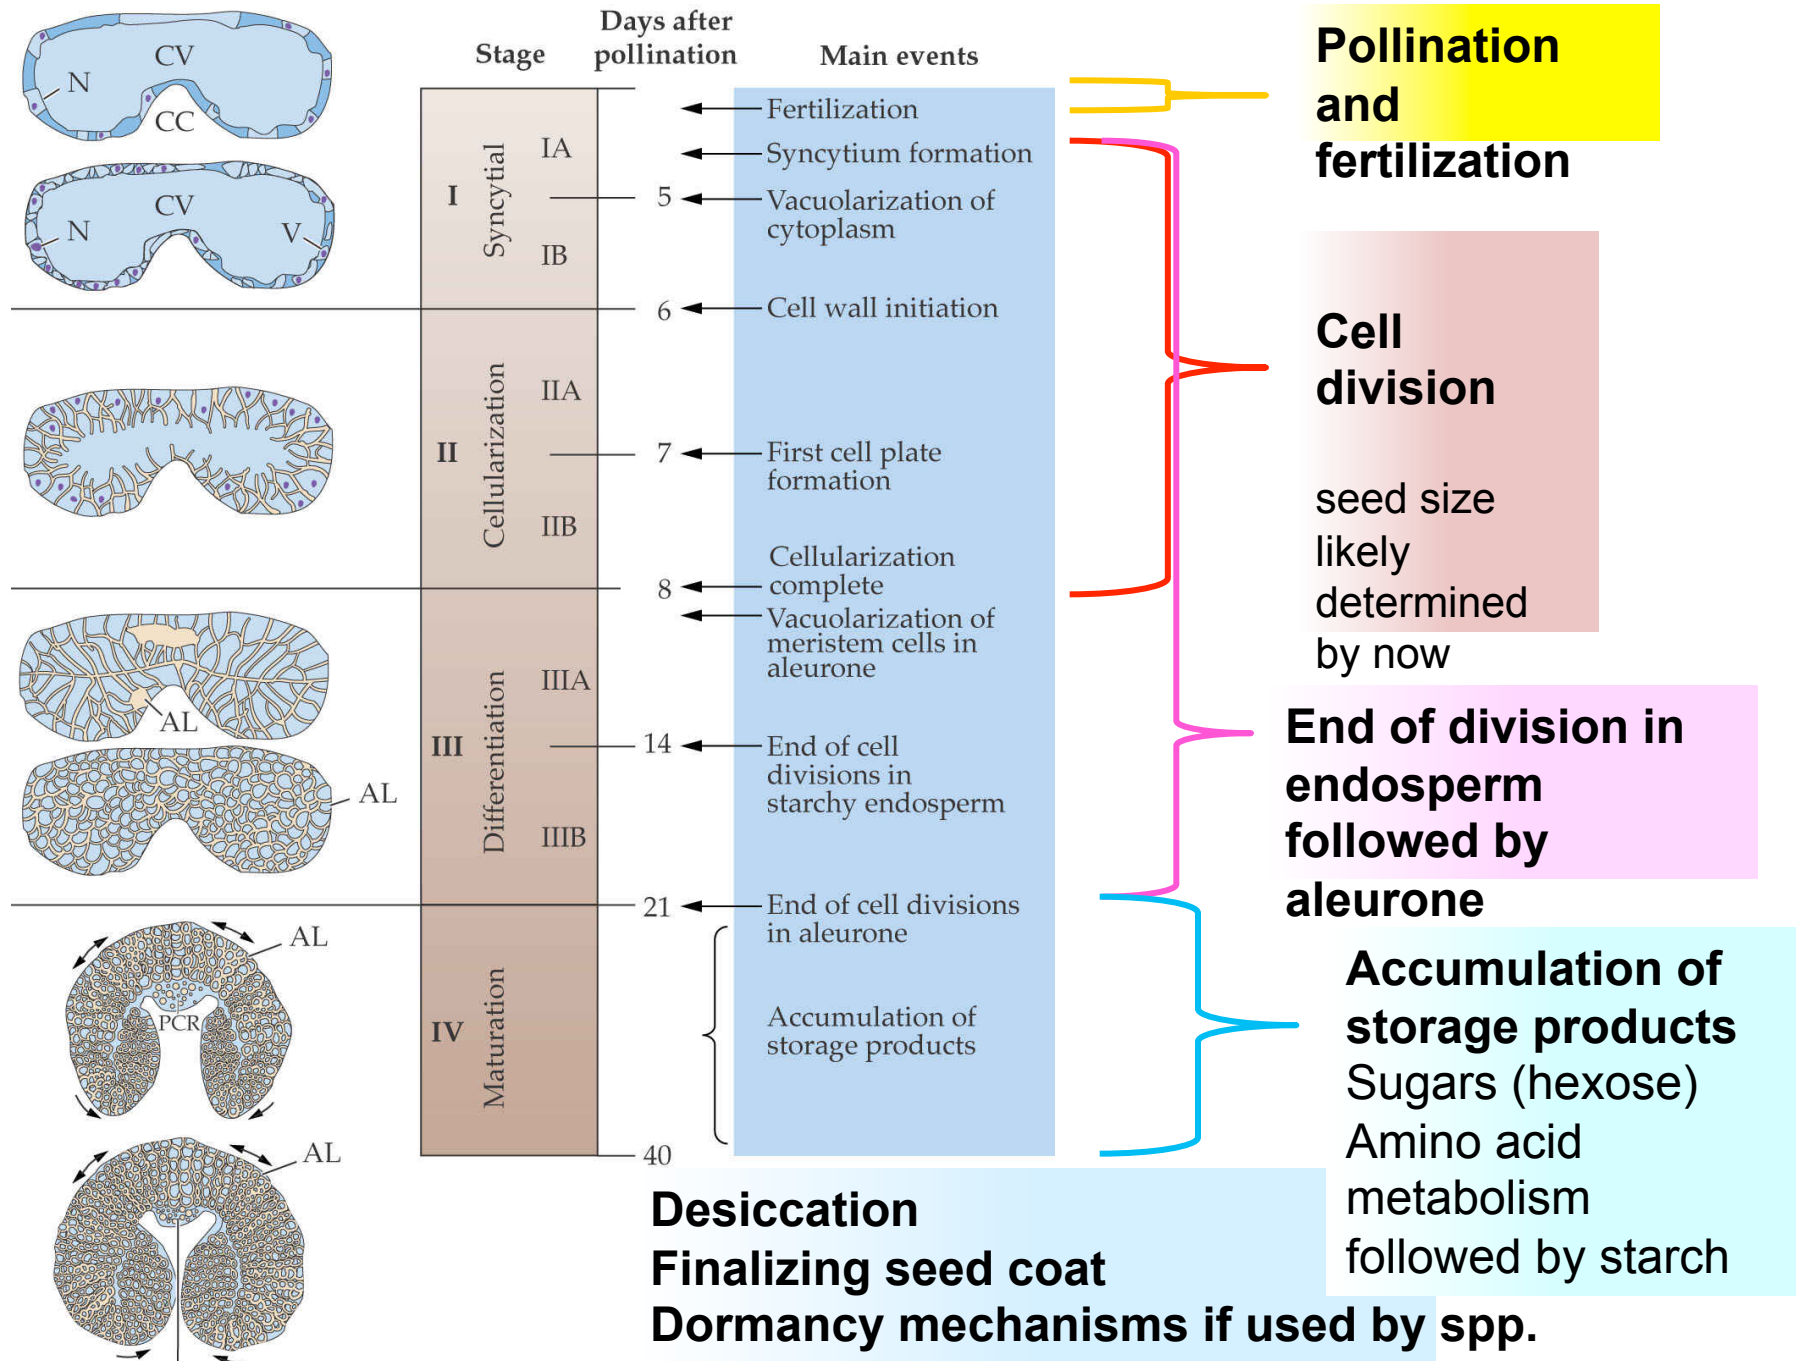 Days after
pollination
Stage
Main events
CV
N
CC
CV
N
V
I
Syncytial
IA
IB
Fertilization
Syncytium formation
5
Vacuolarization of
cytoplasm
6
Cell wall initiation
II
Cellularization
IIA
IIB
7
First cell plate
formation
8
Cellularization
complete
Vacuolarization of
meristem cells in
aleurone
AL
AL
III
Differentiation
IIIA
IIIB
14
End of cell
divisions in
starchy endosperm
21
End of cell divisions
in aleurone
AL
PCR
AL
IV
Maturation
Accumulation of
storage products
40
Pollination
and
fertilization
Cell
division
seed size
likely
determined
by now
End of division in
endosperm
followed by
aleurone
Accumulation of
storage products
Sugars (hexose)
Amino acid
metabolism
followed by starch
Desiccation
Finalizing seed coat
Dormancy mechanisms if used by spp.